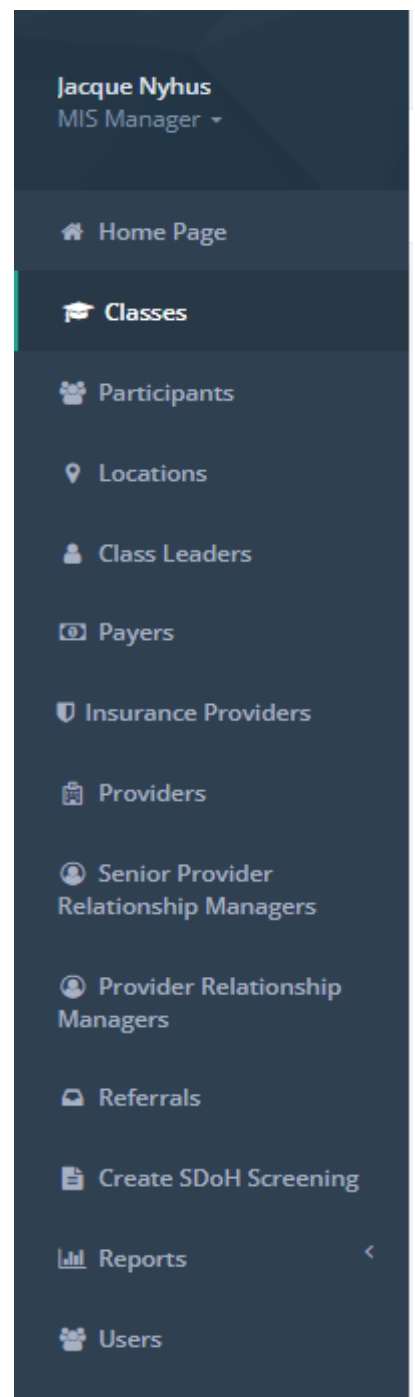 Jacque Nyhus
MIS Manager
Home Page
Classes
Participants
Locations
Class Leaders
Payers
Insurance Providers
Providers
Senior Provider
Relationship Managers
Provider Relationship
Managers
Referrals
Create SDoH Screening
Reports
Users